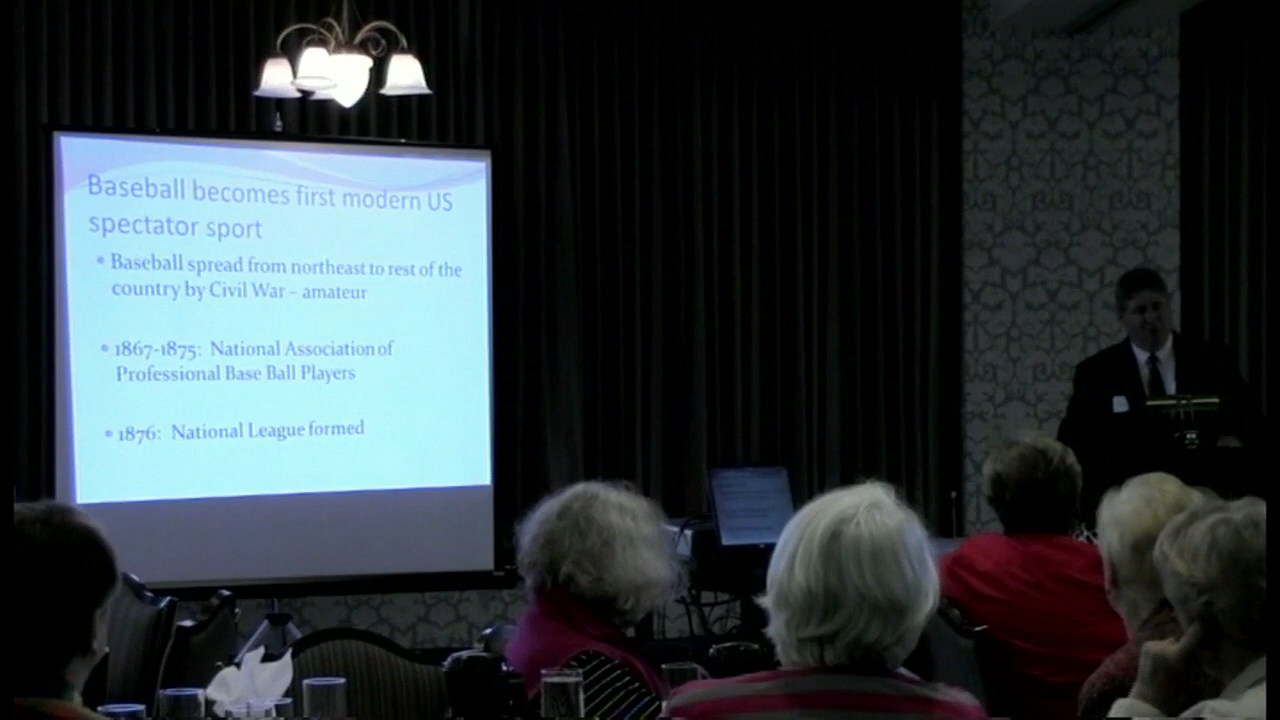 Baseball becomes first modern US
spectator sport
• Baseball spread from northeast to rest of the
country by Civil War – amateur
• 1867-1875: National Association of
Professional Base Ball Players
• 1876: National League formed